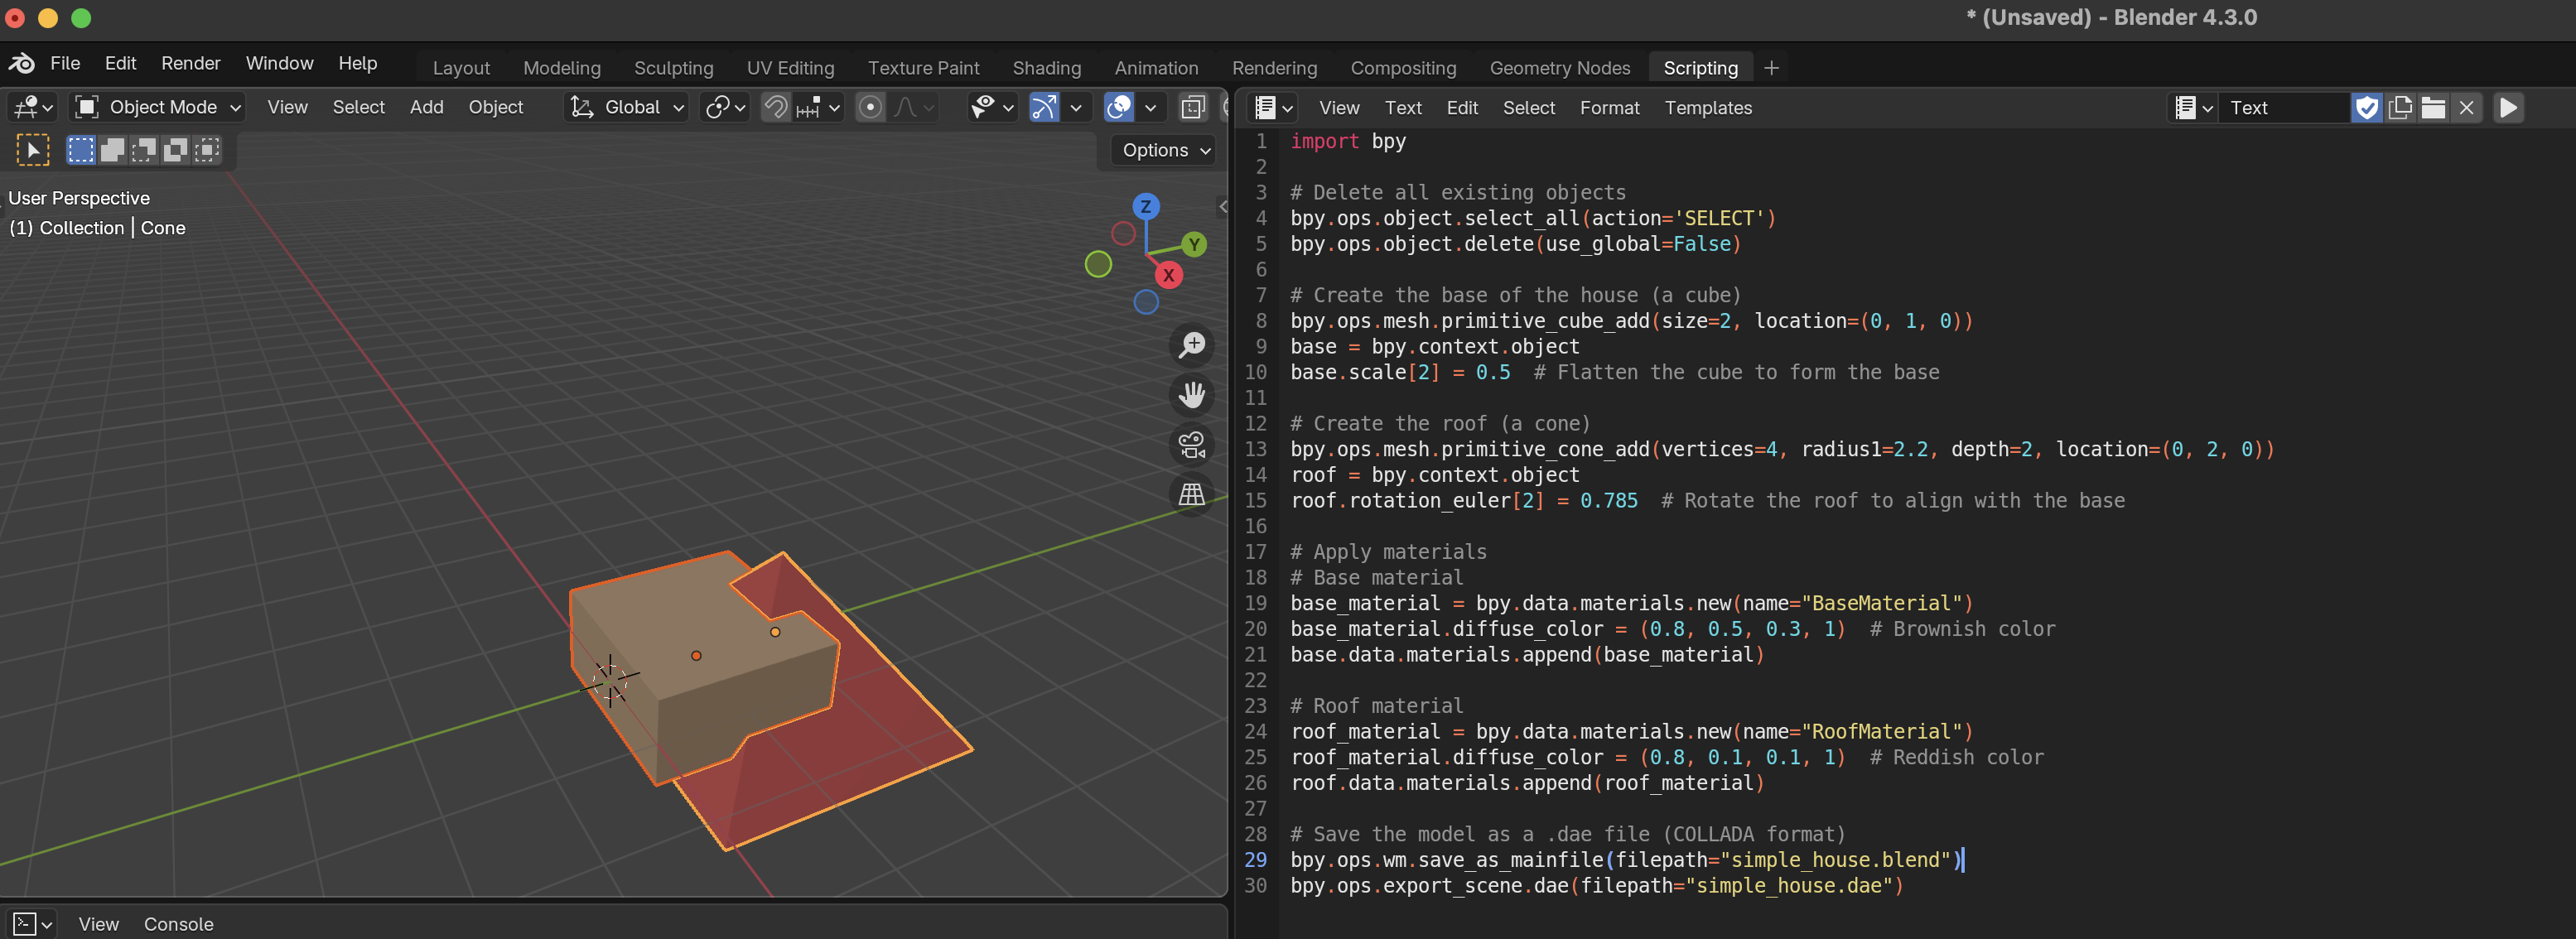 * (Unsaved) - Blender 4.3.0
File Edit Render Window Help Layout Modeling Sculpting UV Editing Texture Paint Shading Animation Rendering Compositing Geometry Nodes Scripting +
Object Mode View Select Add Object Global
Options
User Perspective
(1) Collection | Cone
Z
Y
X
View Text Edit Select Format Templates Text
1 import bpy
2
3 # Delete all existing objects
4 bpy.ops.object.select_all(action='SELECT')
5 bpy.ops.object.delete(use_global=False)
6
7 # Create the base of the house (a cube)
8 bpy.ops.mesh.primitive_cube_add(size=2, location=(0, 1, 0))
9 base = bpy.context.object
10 base.scale[2] = 0.5  # Flatten the cube to form the base
11
12 # Create the roof (a cone)
13 bpy.ops.mesh.primitive_cone_add(vertices=4, radius1=2.2, depth=2, location=(0, 2, 0))
14 roof = bpy.context.object
15 roof.rotation_euler[2] = 0.785  # Rotate the roof to align with the base
16
17 # Apply materials
18 # Base material
19 base_material = bpy.data.materials.new(name="BaseMaterial")
20 base_material.diffuse_color = (0.8, 0.5, 0.3, 1)  # Brownish color
21 base.data.materials.append(base_material)
22
23 # Roof material
24 roof_material = bpy.data.materials.new(name="RoofMaterial")
25 roof_material.diffuse_color = (0.8, 0.1, 0.1, 1)  # Reddish color
26 roof.data.materials.append(roof_material)
27
28 # Save the model as a .dae file (COLLADA format)
29 bpy.ops.wm.save_as_mainfile(filepath="simple_house.blend")
30 bpy.ops.export_scene.dae(filepath="simple_house.dae")
View Console